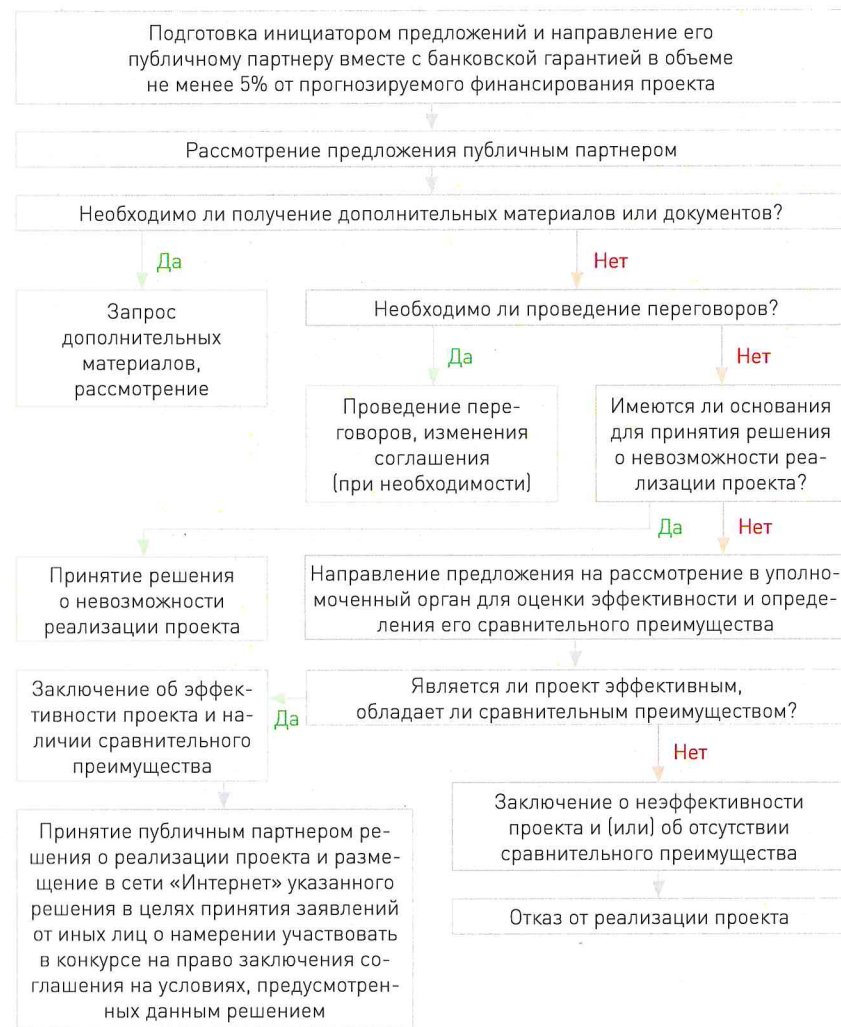 Подготовка инициатором предложений и направление его
публичному партнеру вместе с банковской гарантией в объеме
не менее 5% от прогнозируемого финансирования проекта
Рассмотрение предложения публичным партнером
Необходимо ли получение дополнительных материалов или документов?
Да
Нет
Запрос
дополнительных
материалов,
рассмотрение
Необходимо ли проведение переговоров?
Да
Нет
Проведение пере-
говоров, изменения
соглашения
(при необходимости)
Имеются ли основания
для принятия решения
о невозможности реа-
лизации проекта?
Да
Нет
Принятие решения
о невозможности
реализации проекта
Направление предложения на рассмотрение в уполно-
моченный орган для оценки эффективности и опреде-
ления его сравнительного преимущества
Заключение об эффек-
тивности проекта и на-
личии сравнительного
преимущества
Да
Является ли проект эффективным,
обладает ли сравнительным преимуществом?
Нет
Принятие публичным партнером ре-
шения о реализации проекта и разме-
щение в сети «Интернет» указанного
решения в целях принятия заявлений
от иных лиц о намерении участвовать
в конкурсе на право заключения со-
глашения на условиях, предусмотрен-
ных данным решением
Заключение о неэффективности
проекта и (или) об отсутствии
сравнительного преимущества
Отказ от реализации проекта